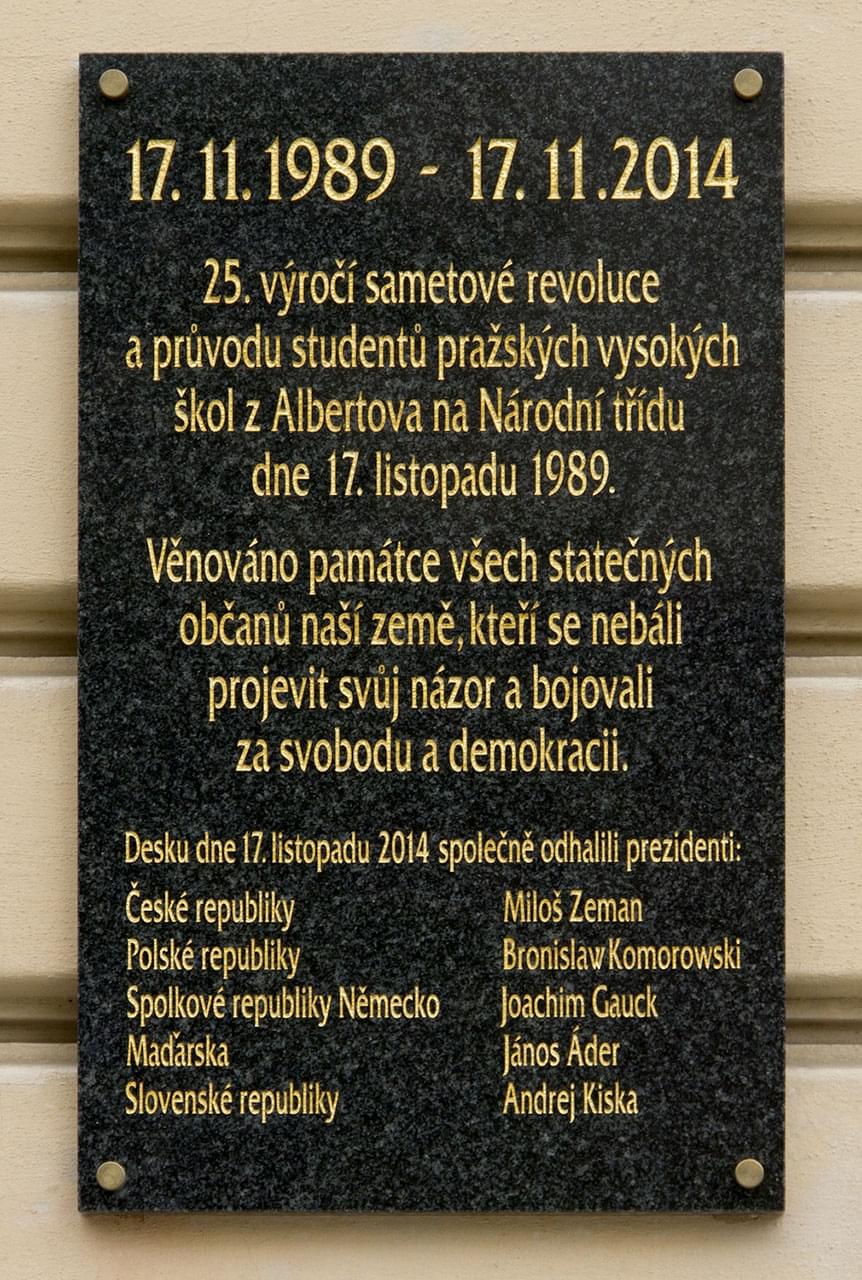 17. 11. 1989 - 17. 11. 2014
25. výročí sametové revoluce
a průvodu studentů pražských vysokých
škol z Albertova na Národní třídu
dne 17. listopadu 1989.
Věnováno památce všech statečných
občanů naší země, kteří se nebáli
projevit svůj názor a bojovali
za svobodu a demokracii.
Desku dne 17. listopadu 2014 společně odhalili prezidenti:
České republiky Miloš Zeman
Polské republiky Bronislaw Komorowski
Spolkové republiky Německo Joachim Gauck
Maďarska János Áder
Slovenské republiky Andrej Kiska